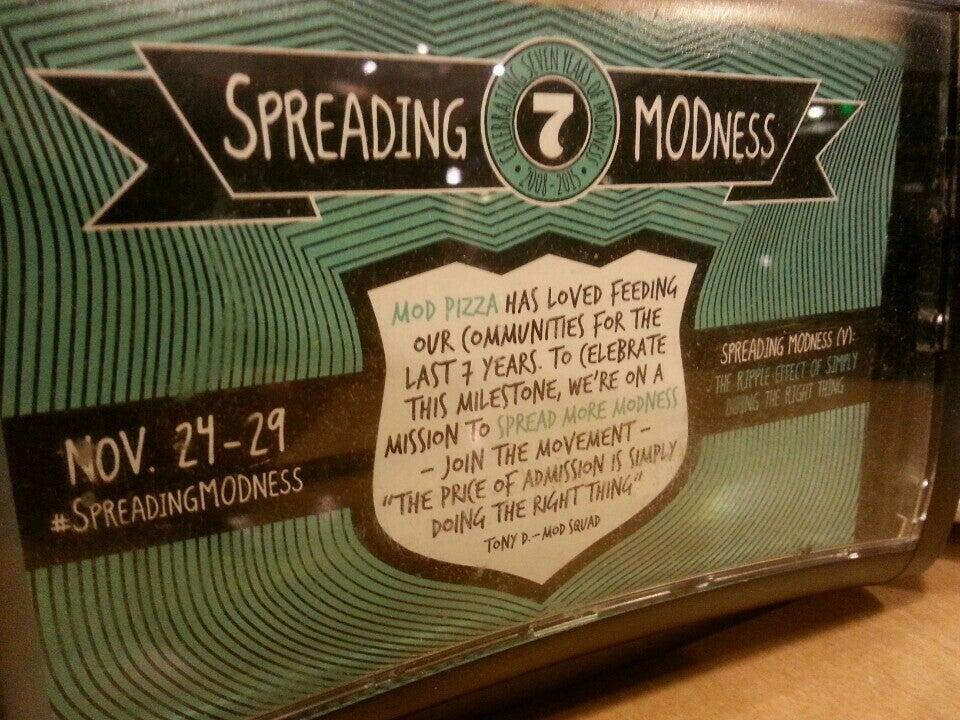 SPREADING 7 MODNESS
CELEBRATING SEVEN YEARS OF MODNESS
• 2008-2015 •
MOD PIZZA HAS LOVED FEEDING
OUR COMMUNITIES FOR THE
LAST 7 YEARS. TO CELEBRATE
THIS MILESTONE, WE'RE ON A
MISSION TO SPREAD MORE MODNESS
- JOIN THE MOVEMENT -
"THE PRICE OF ADMISSION IS SIMPLY
DOING THE RIGHT THING"
TONY D. - MOD SQUAD
NOV. 24-29
#SPREADINGMODNESS
SPREADING MODNESS (V):
THE RIPPLE EFFECT OF SIMPLY
DOING THE RIGHT THING